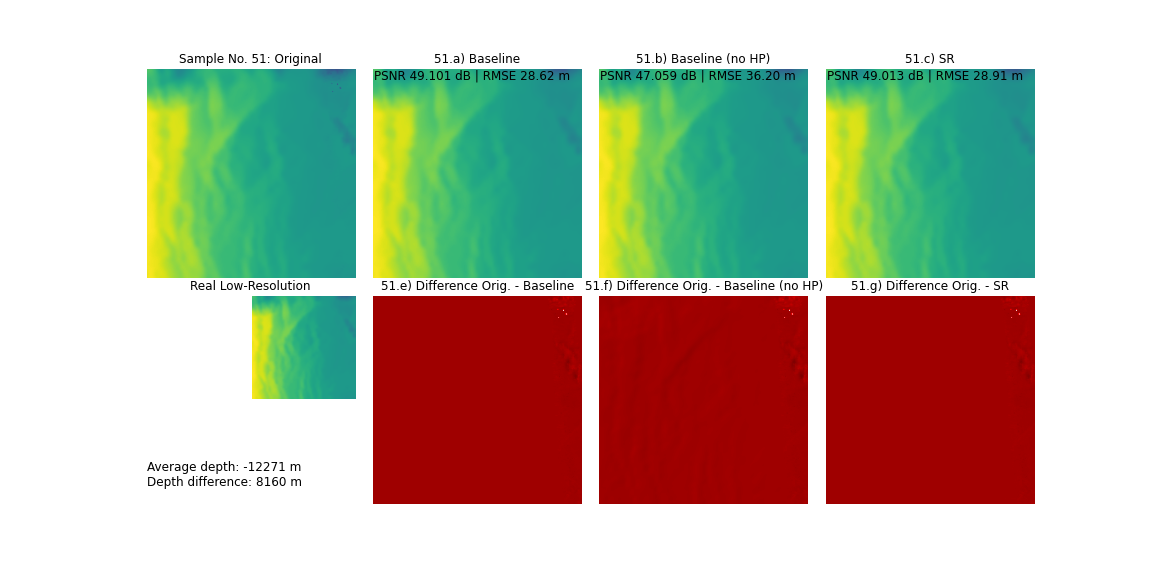 Sample No. 51: Original
51.a) Baseline
51.b) Baseline (no HP)
51.c) SR
PSNR 49.101 dB | RMSE 28.62 m
PSNR 47.059 dB | RMSE 36.20 m
PSNR 49.013 dB | RMSE 28.91 m
Real Low-Resolution
51.e) Difference Orig. - Baseline
51.f) Difference Orig. - Baseline (no HP)
51.g) Difference Orig. - SR
Average depth: -12271 m
Depth difference: 8160 m